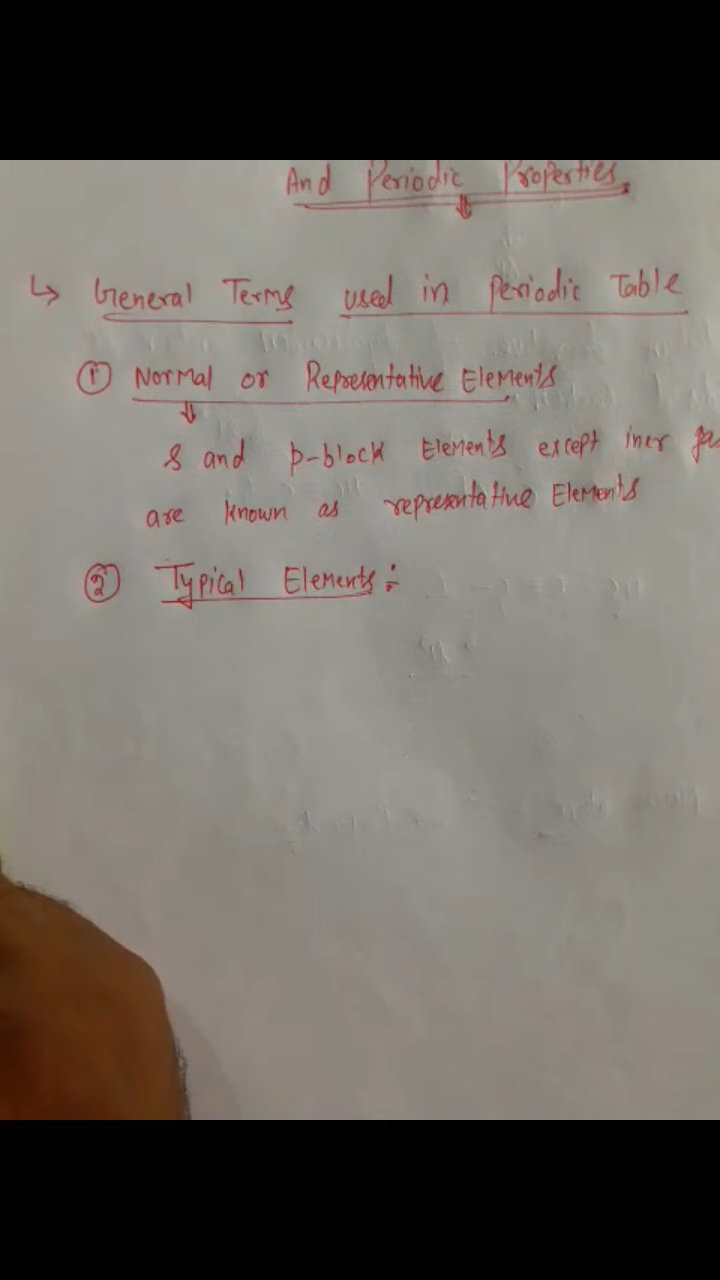 And Periodic Properties.
↳ General Terms used in Periodic Table
① Normal or Representative Elements
s and p-block Elements except iner
are known as representative Elements
② Typical Elements :-